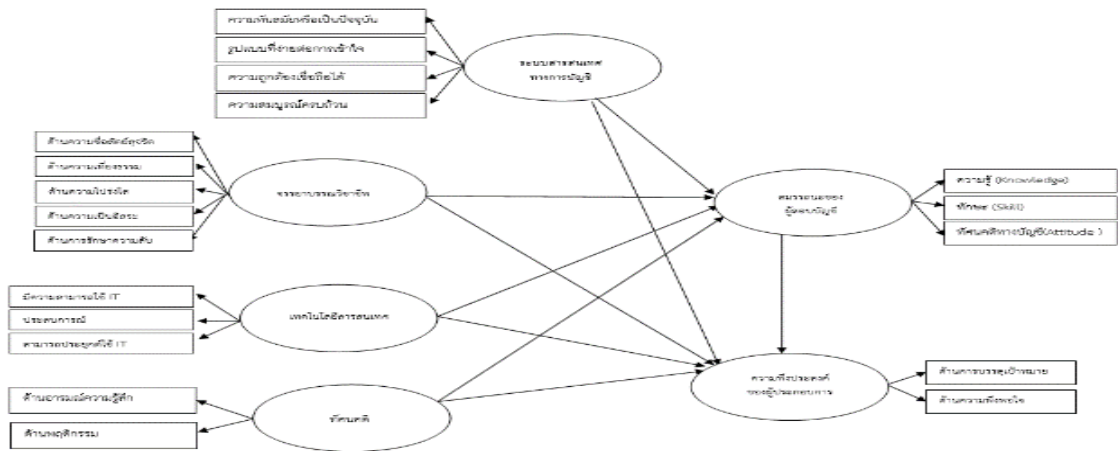 ความทันสมัยหรือเป็นปัจจุบัน
รูปแบบที่ง่ายต่อการเข้าใจ
ความถูกต้องเชื่อถือได้
ความสมบูรณ์ครบถ้วน
ระบบสารสนเทศ
ทางการบัญชี
ด้านความซื่อสัตย์สุจริต
ด้านความเที่ยงธรรม
ด้านความโปร่งใส
ด้านความเป็นอิสระ
ด้านการรักษาความลับ
จรรยาบรรณวิชาชีพ
สมรรถนะของ
ผู้สอบบัญชี
ความรู้ (Knowledge)
ทักษะ (Skill)
ทัศนคติทางบัญชี(Attitude )
มีความสามารถใช้ IT
ประสบการณ์
สามารถประยุกต์ใช้ IT
เทคโนโลยีสารสนเทศ
ความพึงประสงค์
ของผู้ประกอบการ
ด้านการบรรลุเป้าหมาย
ด้านความพึงพอใจ
ด้านอารมณ์ความรู้สึก
ด้านพฤติกรรม
ทัศนคติ